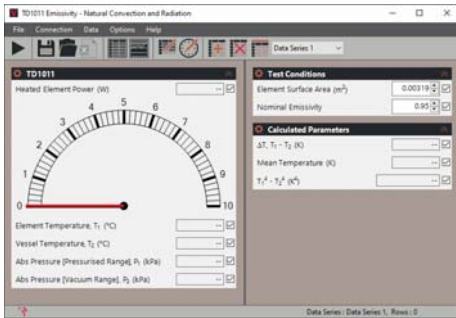 TD1011 Emissivity - Natural Convection and Radiation
File Connection Data Options Help
Data Series 1
TD1011
Heated Element Power (W) --
0 1 2 3 4 5 6 7 8 9 10
Element Temperature, T₁ (°C) --
Vessel Temperature, T₂ (°C) --
Abs Pressure [Pressurised Range], P₁ (kPa) --
Abs Pressure [Vacuum Range], P₂ (kPa) --
Test Conditions
Element Surface Area (m²) 0.00319
Nominal Emissivity 0.95
Calculated Parameters
ΔT, T₁ - T₂ (K) --
Mean Temperature (K) --
T₁⁴ - T₂⁴ (K⁴) --
Data Series : Data Series 1, Rows : 0